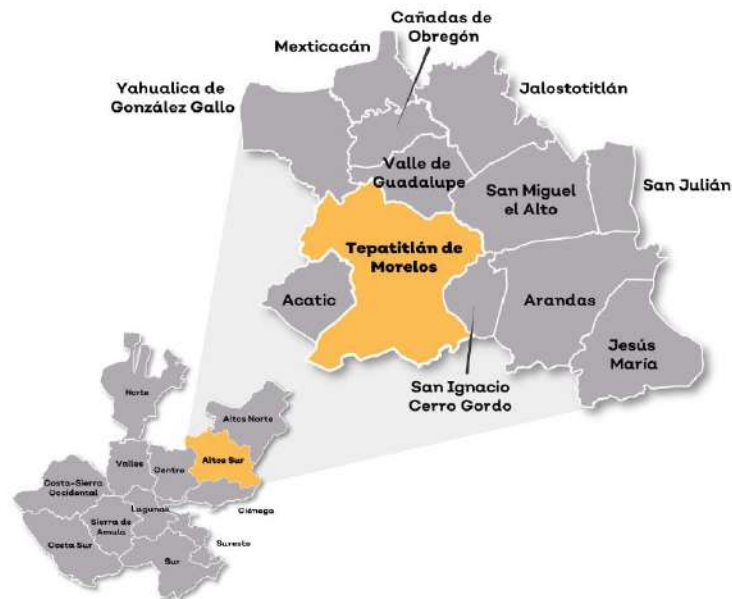 Cañadas de
Obregón
Mexticacán
Yahualica de
González Gallo
Jalostotitlán
Valle de
Guadalupe
San Miguel
el Alto
San Julián
Tepatitlán de
Morelos
Acatic
Arandas
Jesús
María
San Ignacio
Cerro Gordo
Norte
Altos Norte
Altos Sur
Valles
Centro
Costa-Sierra
Occidental
Lagunas
Ciénega
Sierra de
Amula
Costa Sur
Sureste
Sur